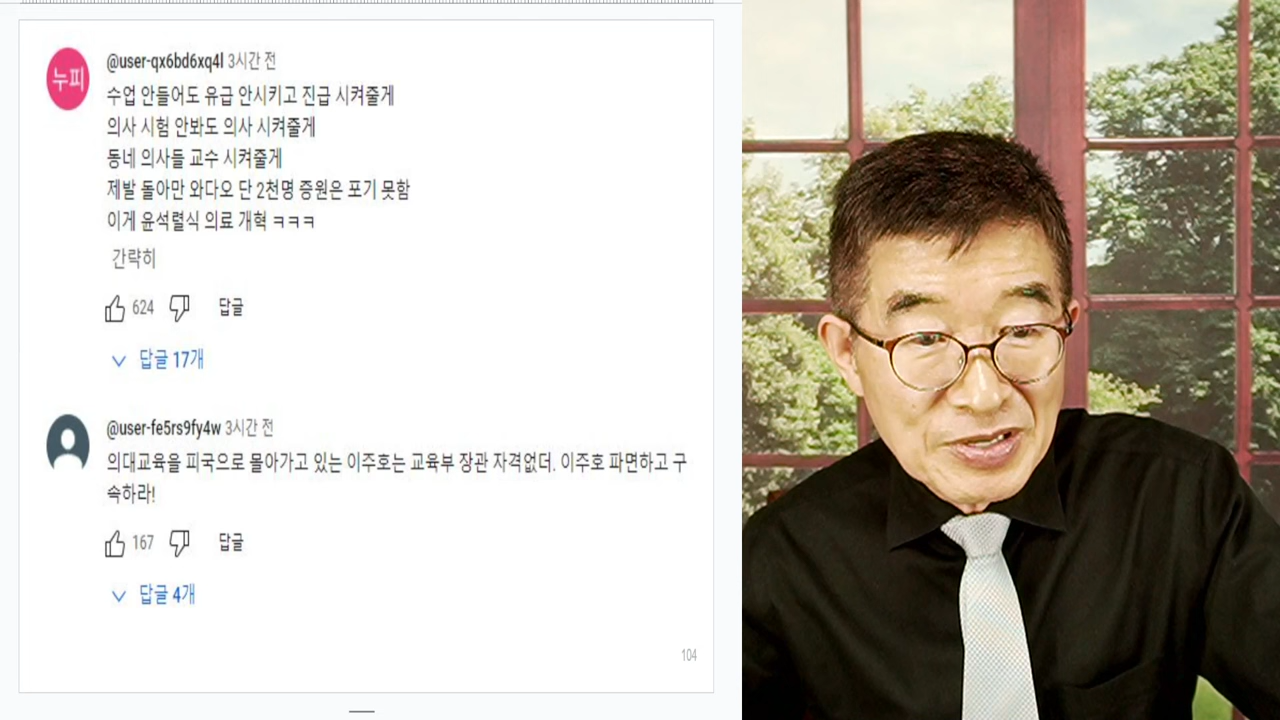 누피
@user-qx6bd6xq4l 3시간 전
수업 안들어도 유급 안시키고 진급 시켜줄게
의사 시험 안봐도 의사 시켜줄게
동네 의사들 교수 시켜줄게
제발 돌아만 와다오 단 2천명 증원은 포기 못함
이게 윤석렬식 의료 개혁 ㅋㅋㅋ
간략히
624 답글
답글 17개
@user-fe5rs9fy4w 3시간 전
의대교육을 피국으로 몰아가고 있는 이주호는 교육부 장관 자격없더. 이주호 파면하고 구
속하라!
167 답글
답글 4개
104